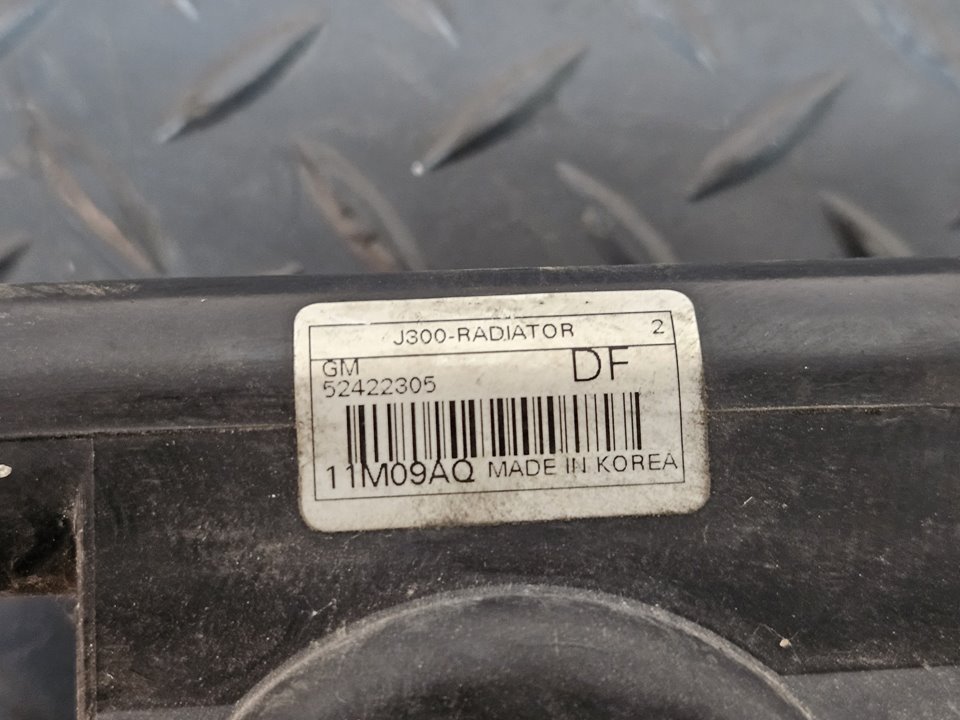 J300-RADIATOR 2
GM DF
52422305
11M09AQ MADE IN KOREA